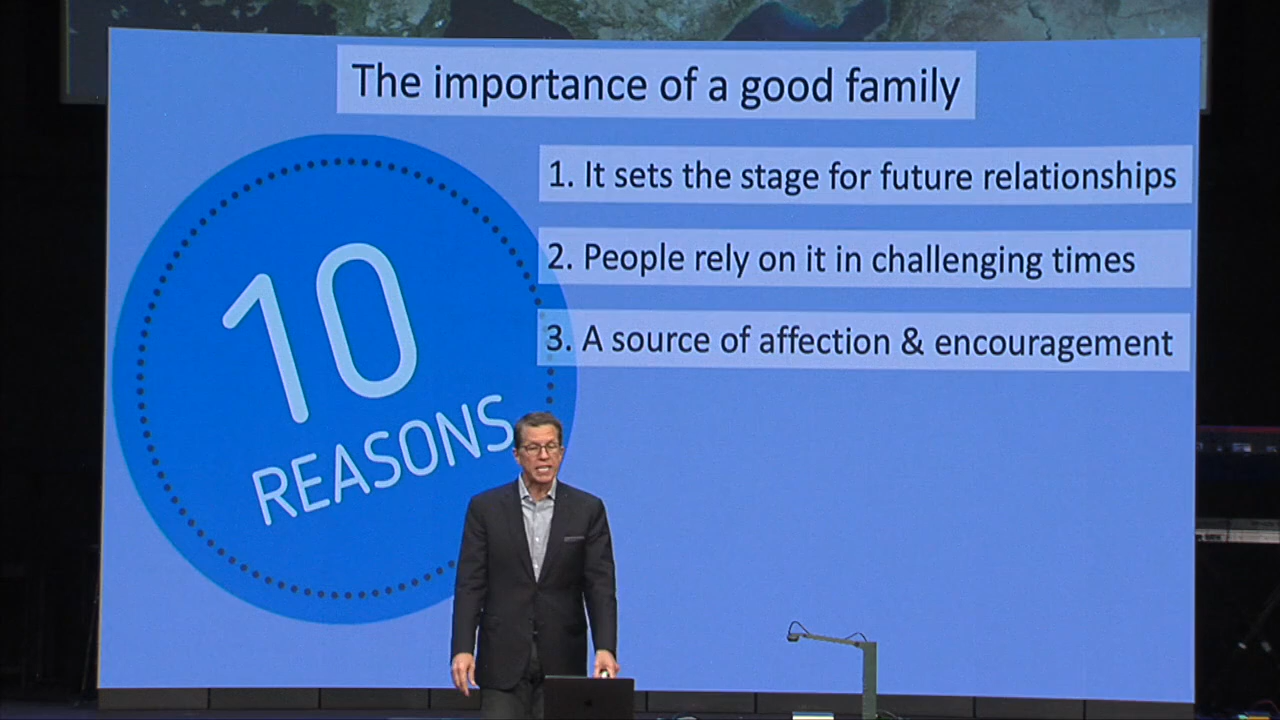 The importance of a good family
1. It sets the stage for future relationships
2. People rely on it in challenging times
3. A source of affection & encouragement
10
REASONS